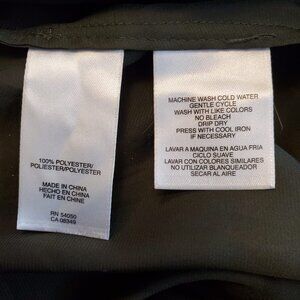 100% POLYESTER/
POLIÉSTER/POLYESTER
MADE IN CHINA
HECHO EN CHINA
FAIT EN CHINE
RN 54050
CA 08349
MACHINE WASH COLD WATER
GENTLE CYCLE
WASH WITH LIKE COLORS
NO BLEACH
DRIP DRY
PRESS WITH COOL IRON
IF NECESSARY
LAVAR A MAQUINA EN AGUA FRIA
CICLO SUAVE
LAVAR CON COLORES SIMILARES
NO UTILIZAR BLANQUEADOR
SECAR AL AIRE